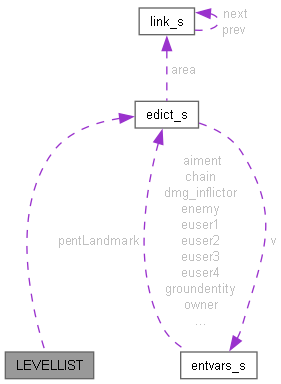 link_s
next
prev
area
edict_s
aiment
chain
dmg_inflictor
enemy
euser1
euser2
pentLandmark
euser3
v
euser4
groundentity
owner
...
LEVELLIST
entvars_s